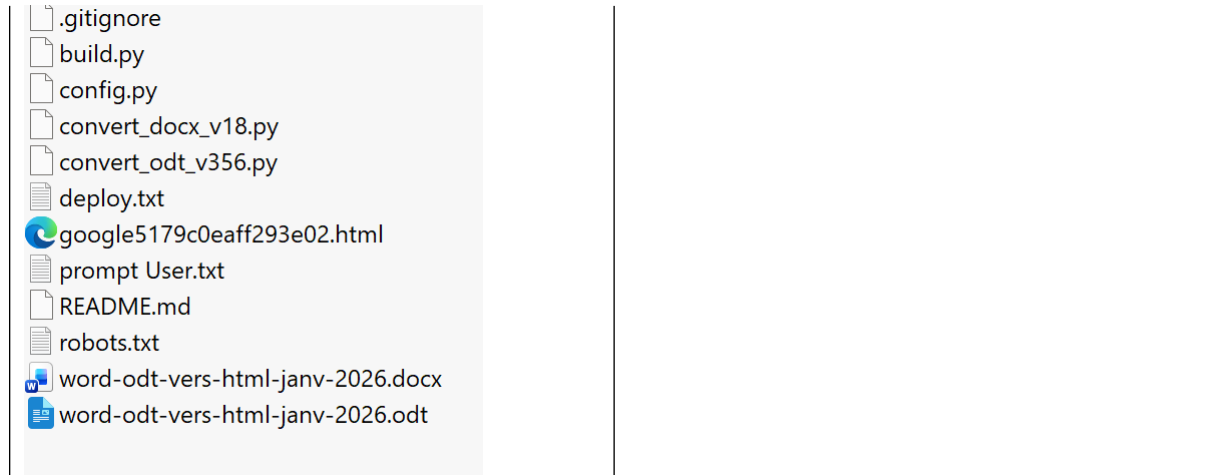 .gitignore
build.py
config.py
convert_docx_v18.py
convert_odt_v356.py
deploy.txt
google5179c0eaff293e02.html
prompt User.txt
README.md
robots.txt
word-odt-vers-html-janv-2026.docx
word-odt-vers-html-janv-2026.odt